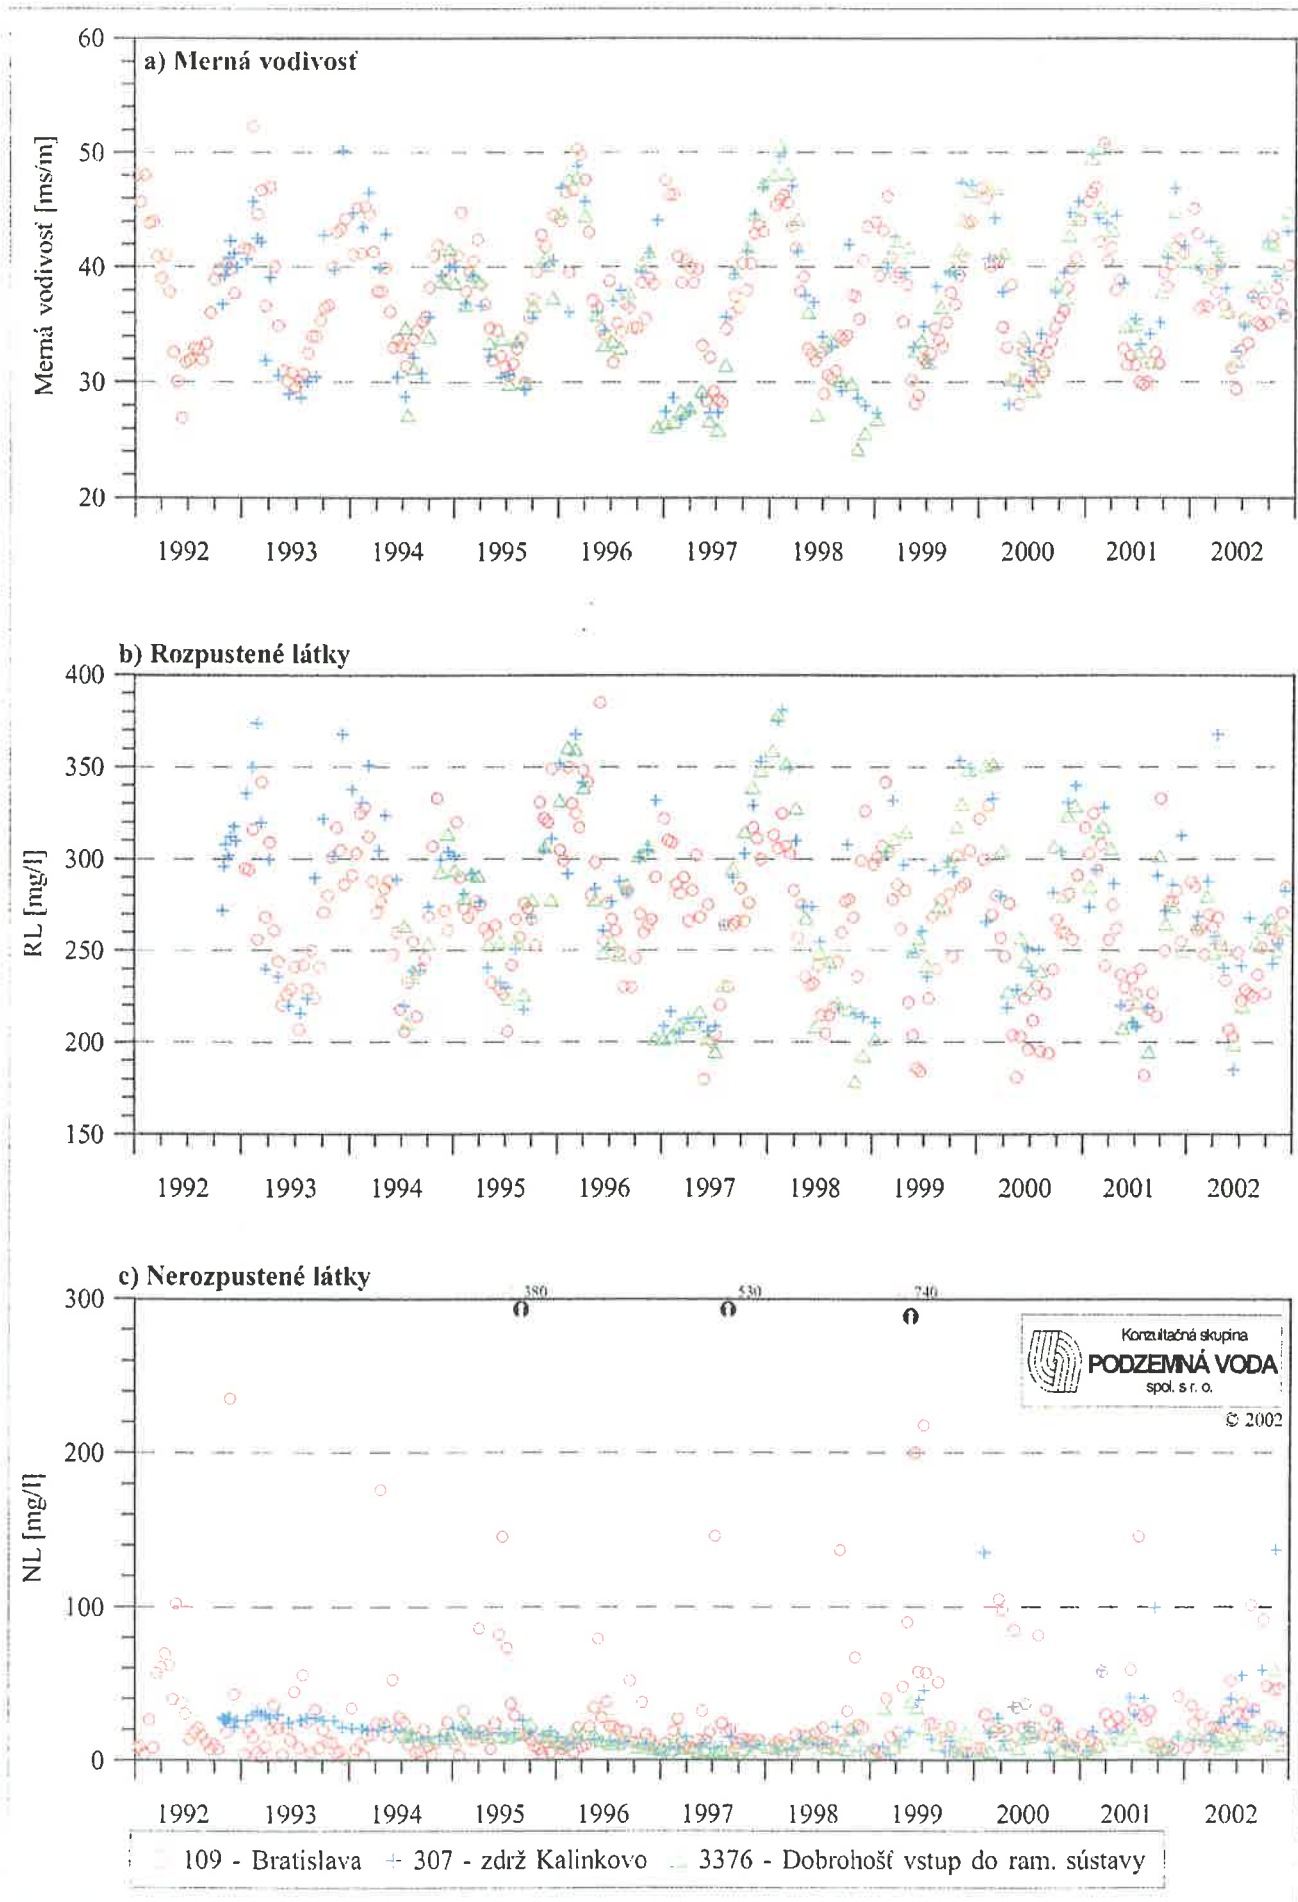 a) Merná vodivosť
Merná vodivosť [ms/m]
60
50
40
30
20
1992 1993 1994 1995 1996 1997 1998 1999 2000 2001 2002
b) Rozpustené látky
RL [mg/l]
400
350
300
250
200
150
1992 1993 1994 1995 1996 1997 1998 1999 2000 2001 2002
c) Nerozpustené látky
380 530 740
NL [mg/l]
300
200
100
0
Konzultačná skupina
PODZEMNÁ VODA
spol. s r. o.
© 2002
1992 1993 1994 1995 1996 1997 1998 1999 2000 2001 2002
109 - Bratislava 307 - zdrž Kalinkovo 3376 - Dobrohošť vstup do ram. sústavy